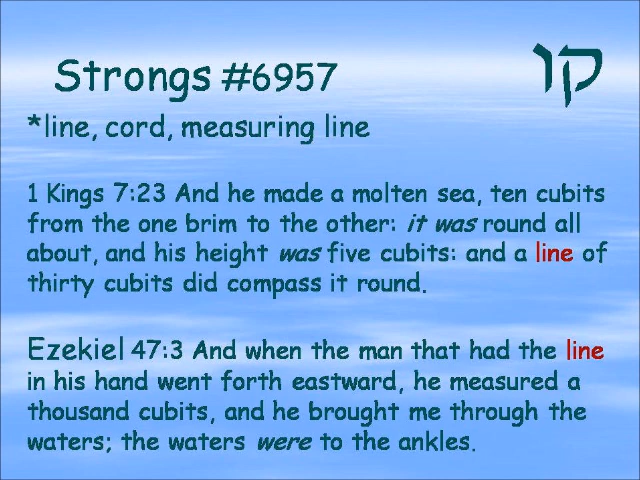 קו
Strongs #6957
*line, cord, measuring line
1 Kings 7:23 And he made a molten sea, ten cubits
from the one brim to the other: it was round all
about, and his height was five cubits: and a line of
thirty cubits did compass it round.
Ezekiel 47:3 And when the man that had the line
in his hand went forth eastward, he measured a
thousand cubits, and he brought me through the
waters; the waters were to the ankles.